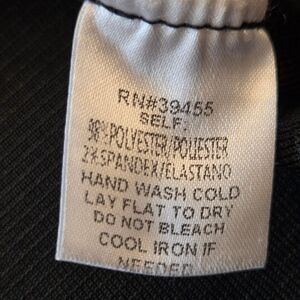 RN#39455
SELF:
98%POLYESTER/POLIESTER
2%SPANDEX/ELASTANO
HAND WASH COLD
LAY FLAT TO DRY
DO NOT BLEACH
COOL IRON IF
NEEDED